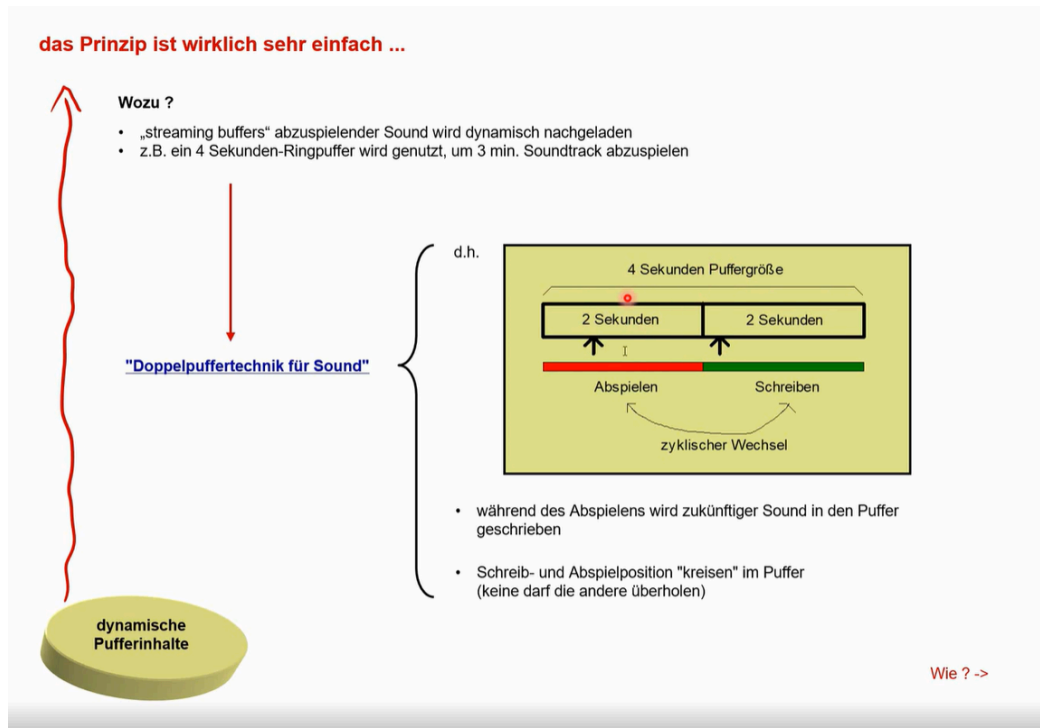 das Prinzip ist wirklich sehr einfach ...
Wozu ?
• „streaming buffers“ abzuspielender Sound wird dynamisch nachgeladen
• z.B. ein 4 Sekunden-Ringpuffer wird genutzt, um 3 min. Soundtrack abzuspielen
d.h.
4 Sekunden Puffergröße
2 Sekunden 2 Sekunden
"Doppelpuffertechnik für Sound"
Abspielen Schreiben
zyklischer Wechsel
• während des Abspielens wird zukünftiger Sound in den Puffer
geschrieben
• Schreib- und Abspielposition "kreisen" im Puffer
(keine darf die andere überholen)
dynamische
Pufferinhalte
Wie ? ->